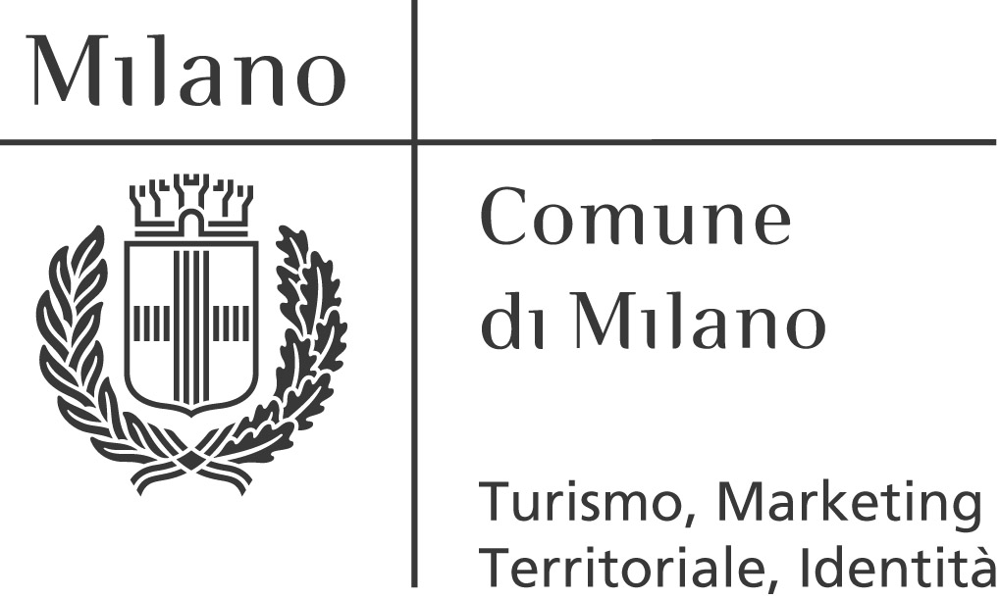 Milano
Comune
di Milano
Turismo, Marketing
Territoriale, Identità